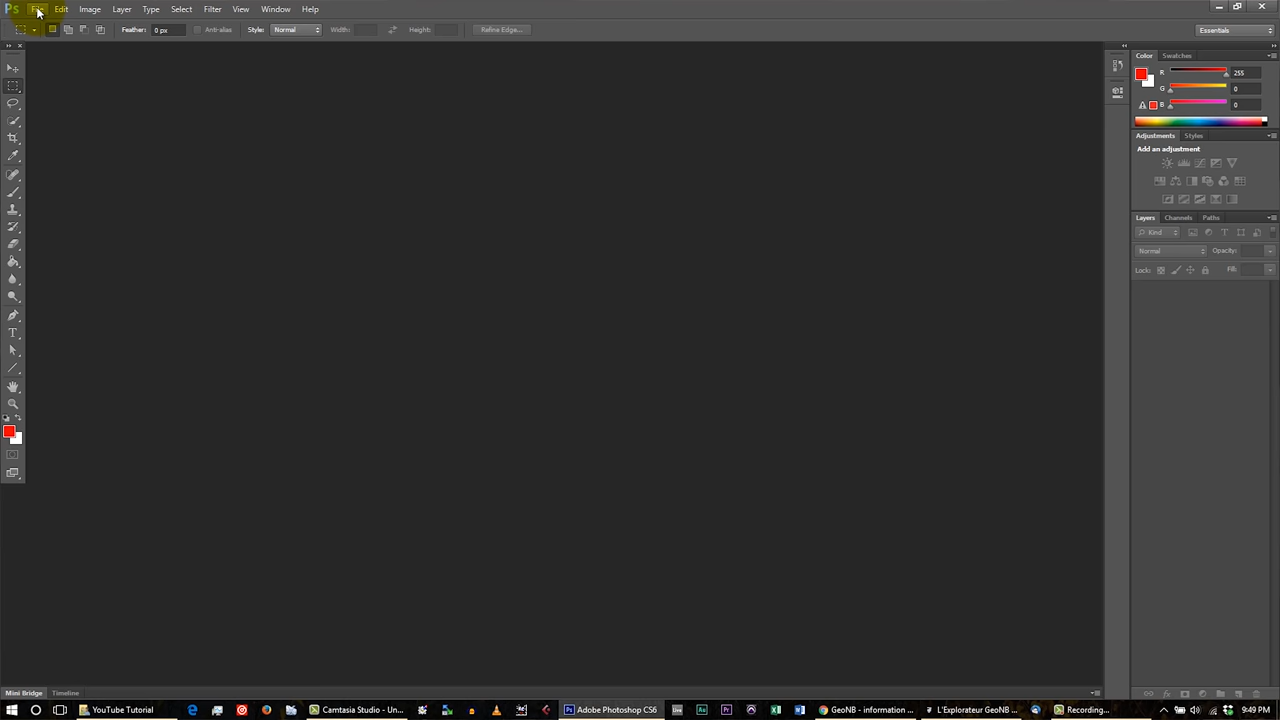 Ps File Edit Image Layer Type Select Filter View Window Help
Feather: 0 px Anti-alias Style: Normal Width: Height: Refine Edge... Essentials
Color Swatches
R 255
G 0
B 0
Adjustments Styles
Add an adjustment
Layers Channels Paths
Kind
Normal Opacity:
Lock: Fill:
Mini Bridge Timeline
YouTube Tutorial Camtasia Studio - Un... Adobe Photoshop CS6 GeoNB - information ... L'Explorateur GeoNB ... Recording... 9:49 PM